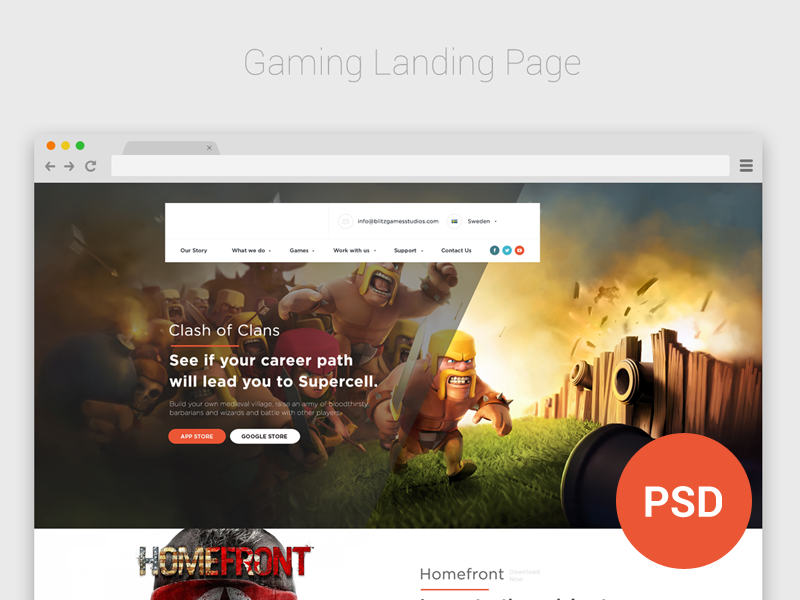 Gaming Landing Page
info@blitzgamesstudios.com
Sweden
Our Story What we do Games Work with us Support Contact Us
Clash of Clans
See if your career path
will lead you to Supercell.
Build your own medieval village, raise an army of bloodthirsty
barbarians and wizards and battle with other players.
APP STORE GOOGLE STORE
PSD
HOMEFRONT
Homefront
Download
Now